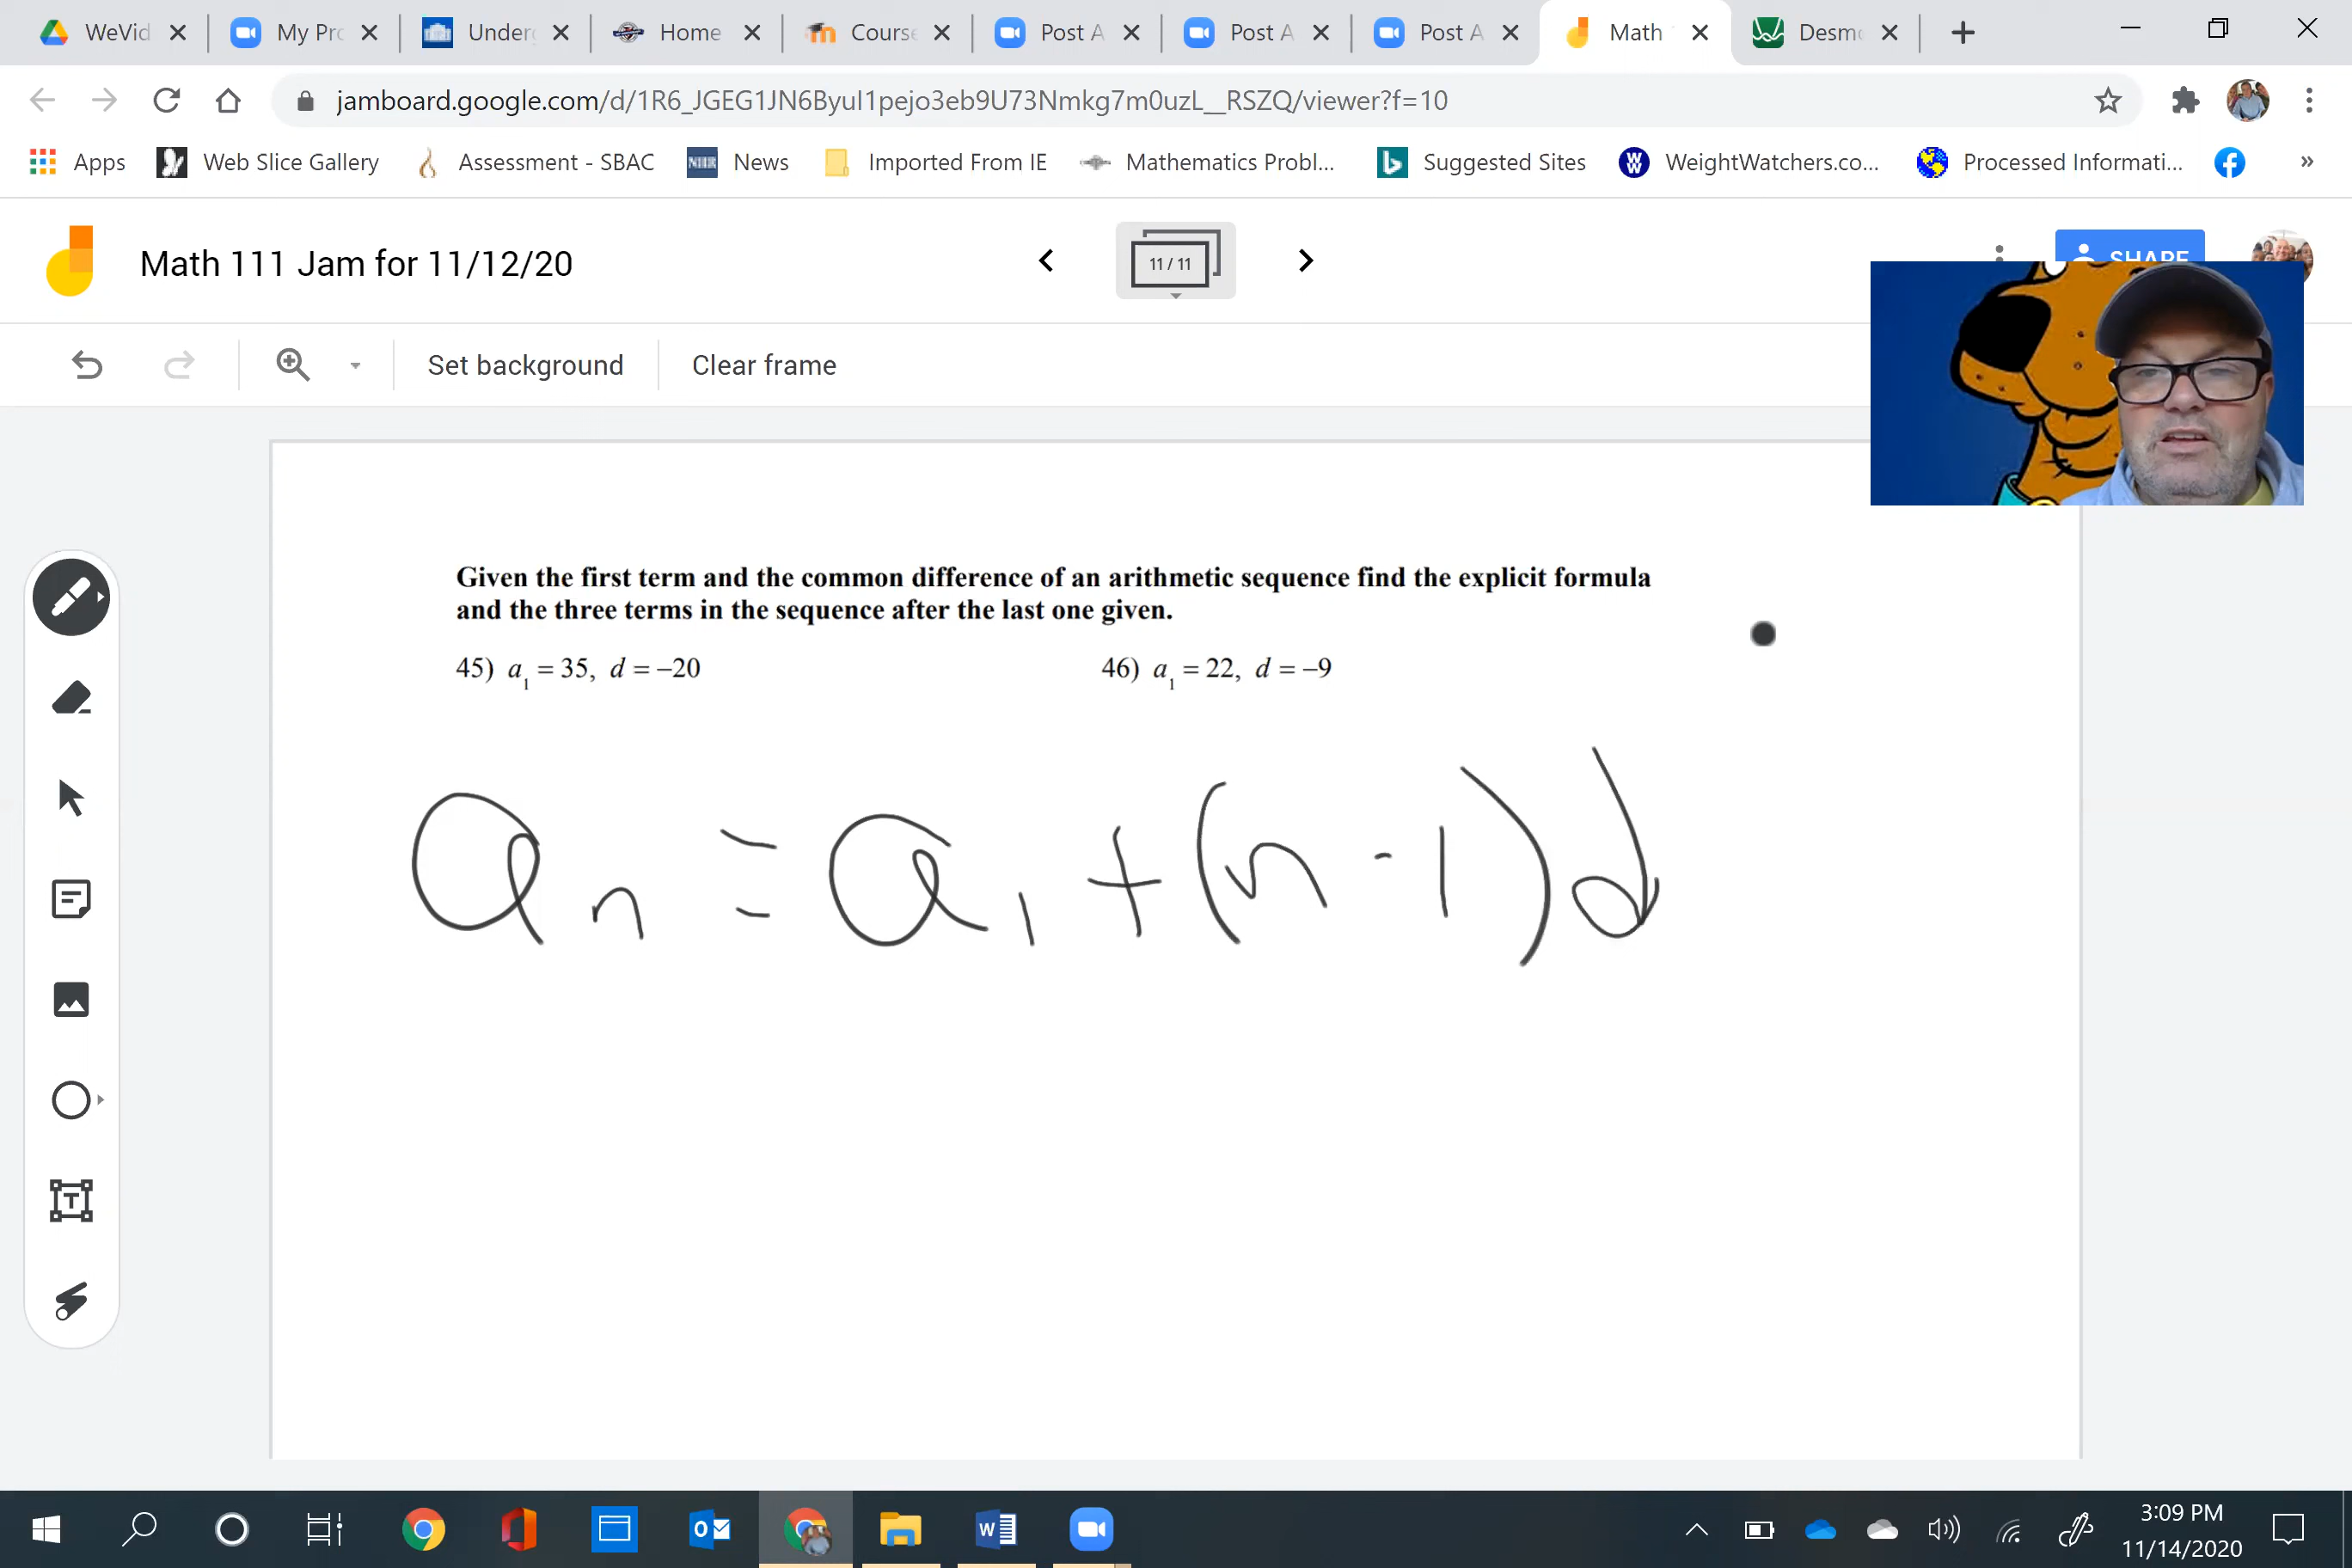 WeVid
My Pro
Under
Home
Course
Post A
Post A
Post A
Math
Desmo
jamboard.google.com/d/1R6_JGEG1JN6ByuI1pejo3eb9U73Nmkg7m0uzL__RSZQ/viewer?f=10
Apps Web Slice Gallery Assessment - SBAC News Imported From IE Mathematics Probl... Suggested Sites WeightWatchers.co... Processed Informati... »
Math 111 Jam for 11/12/20
11 / 11
SHARE
Set background Clear frame
Given the first term and the common difference of an arithmetic sequence find the explicit formula
and the three terms in the sequence after the last one given.
45) a₁ = 35, d = –20
46) a₁ = 22, d = –9
aₙ = a₁ + (n - 1)d
3:09 PM
11/14/2020